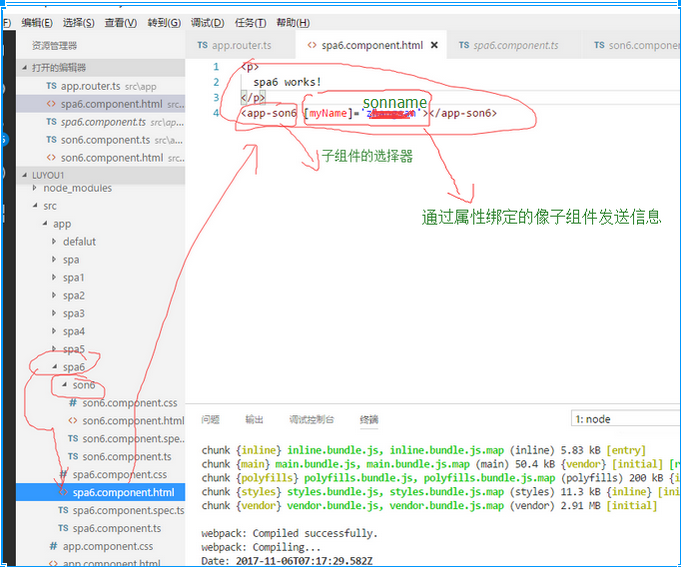 F) 编辑(E) 选择(S) 查看(V) 转到(G) 调试(D) 任务(T) 帮助(H)
资源管理器
打开的编辑器
TS app.router.ts src\app
<> spa6.component.html src...
TS spa6.component.ts src\ap...
TS son6.component.ts src\a...
<> son6.component.html src...
LUYOU1
node_modules
src
app
defalut
spa
spa1
spa2
spa3
spa4
spa5
spa6
son6
# son6.component.css
<> son6.component.html
TS son6.component.spe...
TS son6.component.ts
# spa6.component.css
<> spa6.component.html
TS spa6.component.spec.ts
TS spa6.component.ts
# app.component.css
<> app.component.html
TS app.router.ts
<> spa6.component.html ×
TS spa6.component.ts
TS son6.component
1 <p>
2 spa6 works!
3 </p>
sonname
4 <app-son6 [myName]='></app-son6>
子组件的选择器
通过属性绑定的像子组件发送信息
问题 输出 调试控制台 终端
1: node
chunk {inline} inline.bundle.js, inline.bundle.js.map (inline) 5.83 kB [entry]
chunk {main} main.bundle.js, main.bundle.js.map (main) 50.4 kB {vendor} [initial] [r
chunk {polyfills} polyfills.bundle.js, polyfills.bundle.js.map (polyfills) 200 kB {i
chunk {styles} styles.bundle.js, styles.bundle.js.map (styles) 11.3 kB {inline} [ini
chunk {vendor} vendor.bundle.js, vendor.bundle.js.map (vendor) 2.91 MB [initial]
webpack: Compiled successfully.
webpack: Compiling...
Date: 2017-11-06T07:17:29.582Z